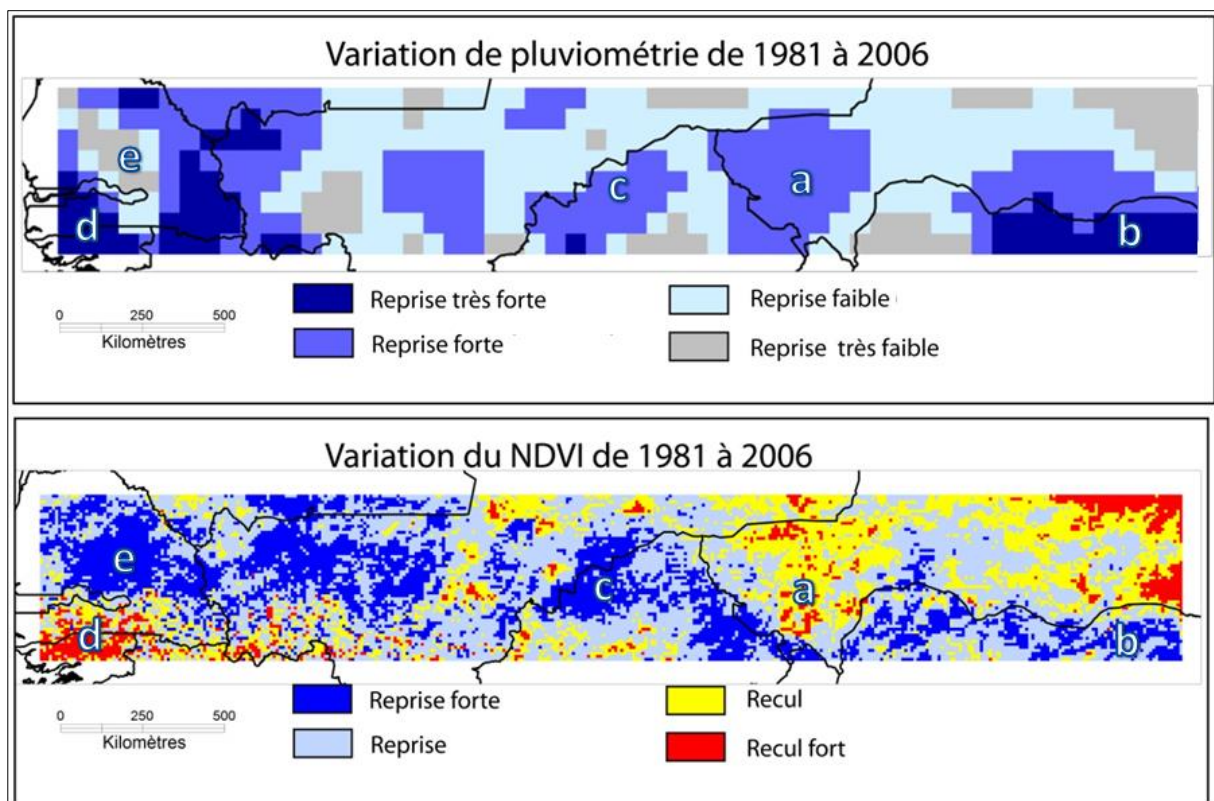 Variation de pluviométrie de 1981 à 2006
e
c
a
d
b
0 250 500
Kilomètres
Reprise très forte
Reprise faible
Reprise forte
Reprise très faible
Variation du NDVI de 1981 à 2006
e
c
a
d
b
0 250 500
Kilomètres
Reprise forte
Recul
Reprise
Recul fort